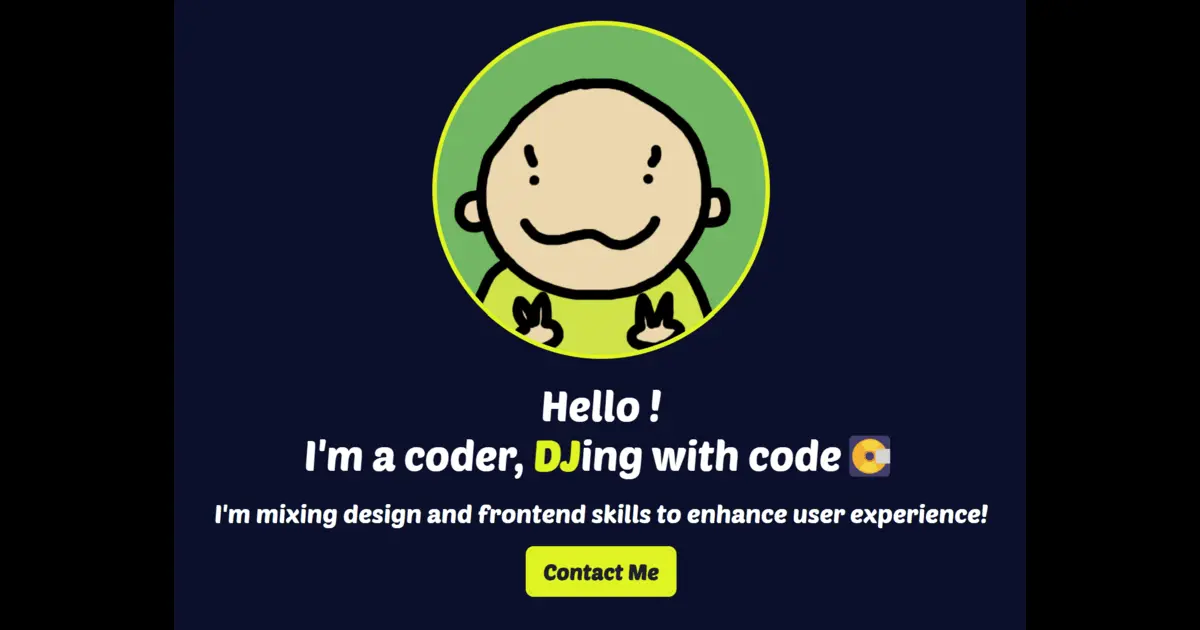 Hello !
I'm a coder, DJing with code
I'm mixing design and frontend skills to enhance user experience!
Contact Me